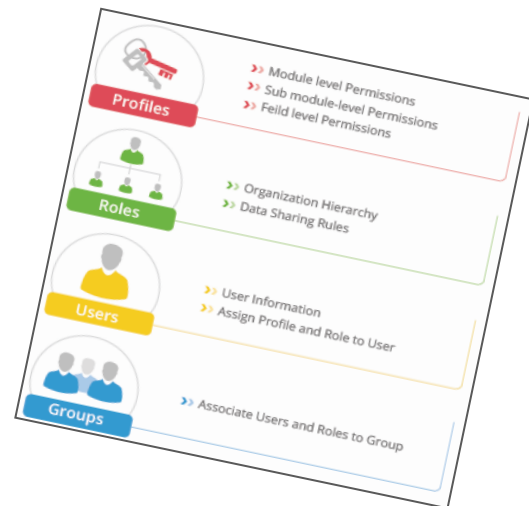 Module level Permissions
Sub module-level Permissions
Feild level Permissions
Profiles
Organization Hierarchy
Data Sharing Rules
Roles
User Information
Assign Profile and Role to User
Users
Associate Users and Roles to Group
Groups